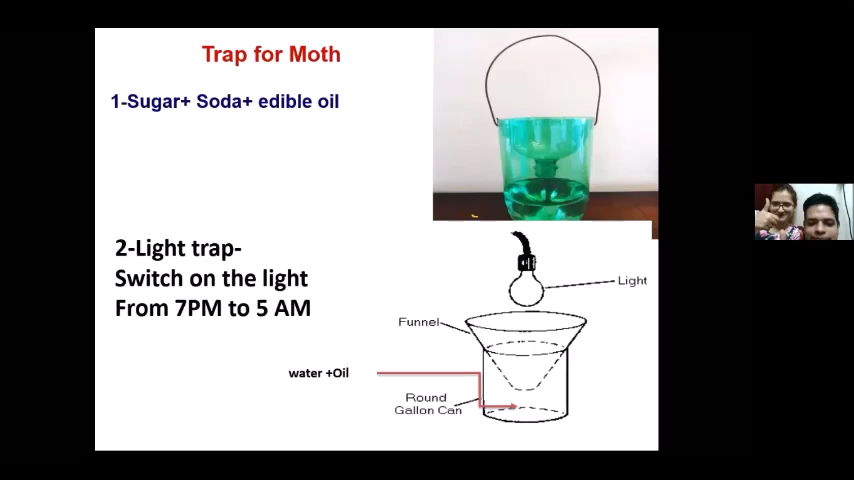 Trap for Moth
1-Sugar+ Soda+ edible oil
2-Light trap-
Switch on the light
From 7PM to 5 AM
Light
Funnel
water +Oil
Round
Gallon Can